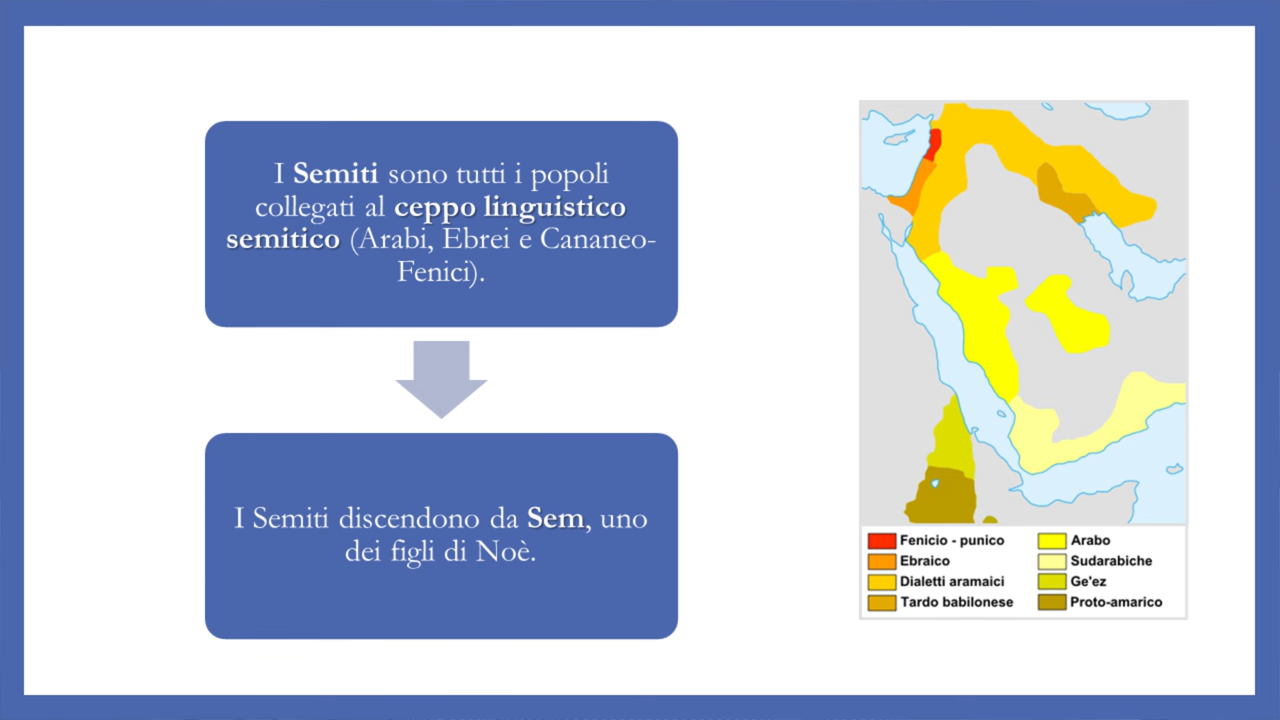 I Semiti sono tutti i popoli
collegati al ceppo linguistico
semitico (Arabi, Ebrei e Cananeo-
Fenici).
I Semiti discendono da Sem, uno
dei figli di Noè.
Fenicio - punico
Ebraico
Dialetti aramaici
Tardo babilonese
Arabo
Sudarabiche
Ge'ez
Proto-amarico